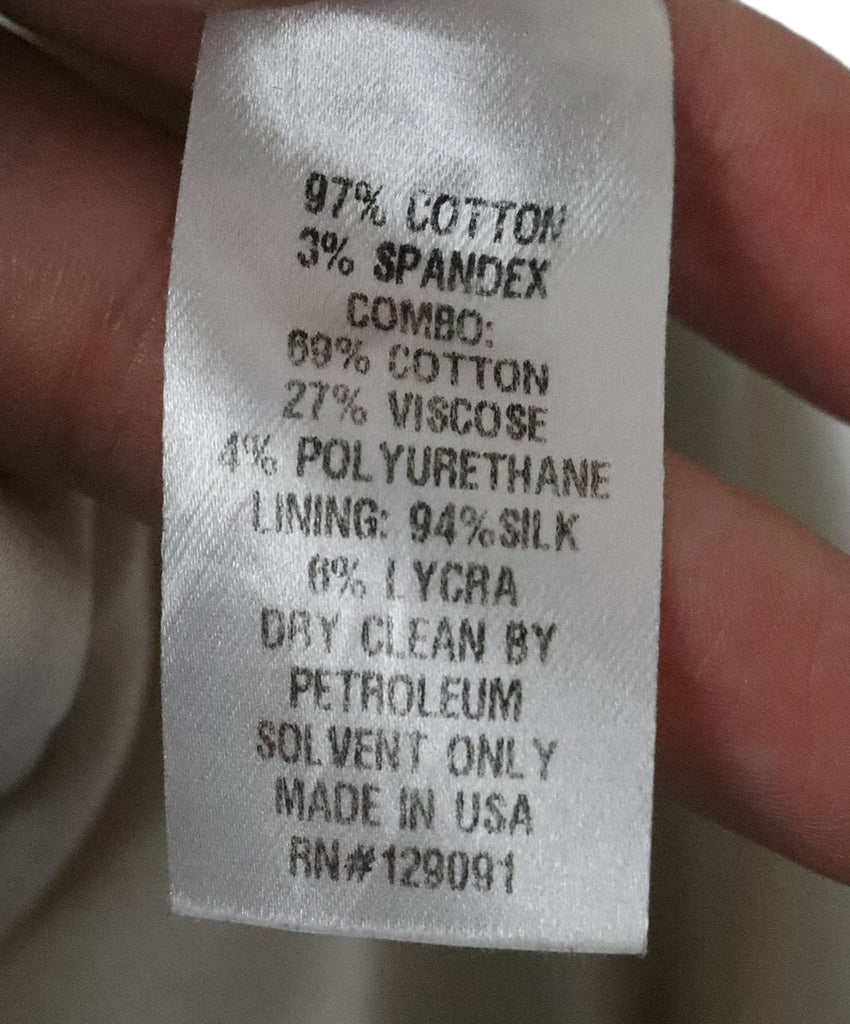 97% COTTON
3% SPANDEX
COMBO:
69% COTTON
27% VISCOSE
4% POLYURETHANE
LINING: 94%SILK
6% LYCRA
DRY CLEAN BY
PETROLEUM
SOLVENT ONLY
MADE IN USA
RN#129091